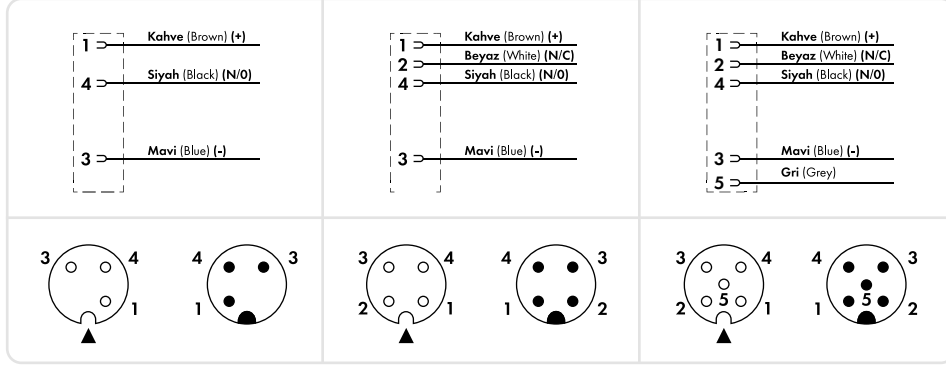 1 Kahve (Brown) (+)
4 Siyah (Black) (N/0)
3 Mavi (Blue) (-)
1 Kahve (Brown) (+)
2 Beyaz (White) (N/C)
4 Siyah (Black) (N/0)
3 Mavi (Blue) (-)
1 Kahve (Brown) (+)
2 Beyaz (White) (N/C)
4 Siyah (Black) (N/0)
3 Mavi (Blue) (-)
5 Gri (Grey)
3 4
1
4 3
1
3 4
2 1
4 3
1 2
3 4
2 5 1
4 3
1 5 2